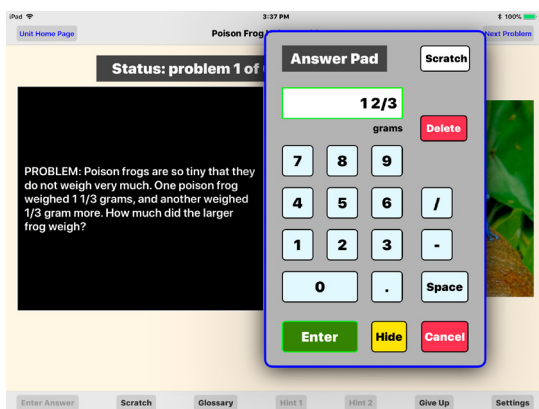 iPad 3:37 PM 100%
Unit Home Page Poison Frog Next Problem
Status: problem 1 of
PROBLEM: Poison frogs are so tiny that they
do not weigh very much. One poison frog
weighed 1 1/3 grams, and another weighed
1/3 gram more. How much did the larger
frog weigh?
Answer Pad Scratch
1 2/3
grams Delete
7 8 9
4 5 6 /
1 2 3 -
0 . Space
Enter Hide Cancel
Enter Answer Scratch Glossary Hint 1 Hint 2 Give Up Settings